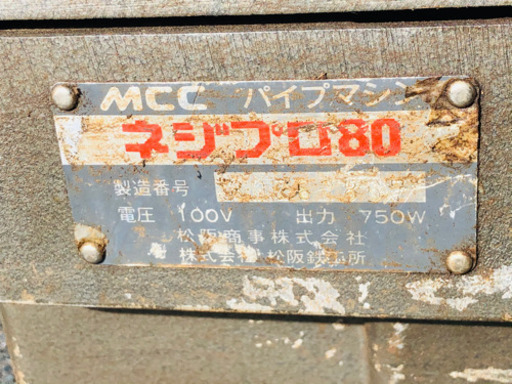 MCC パイプマシン
ネジプロ80
製造番号
電圧 100V 出力 750W
松阪商事株式会社
株式会社 松阪鉄工所